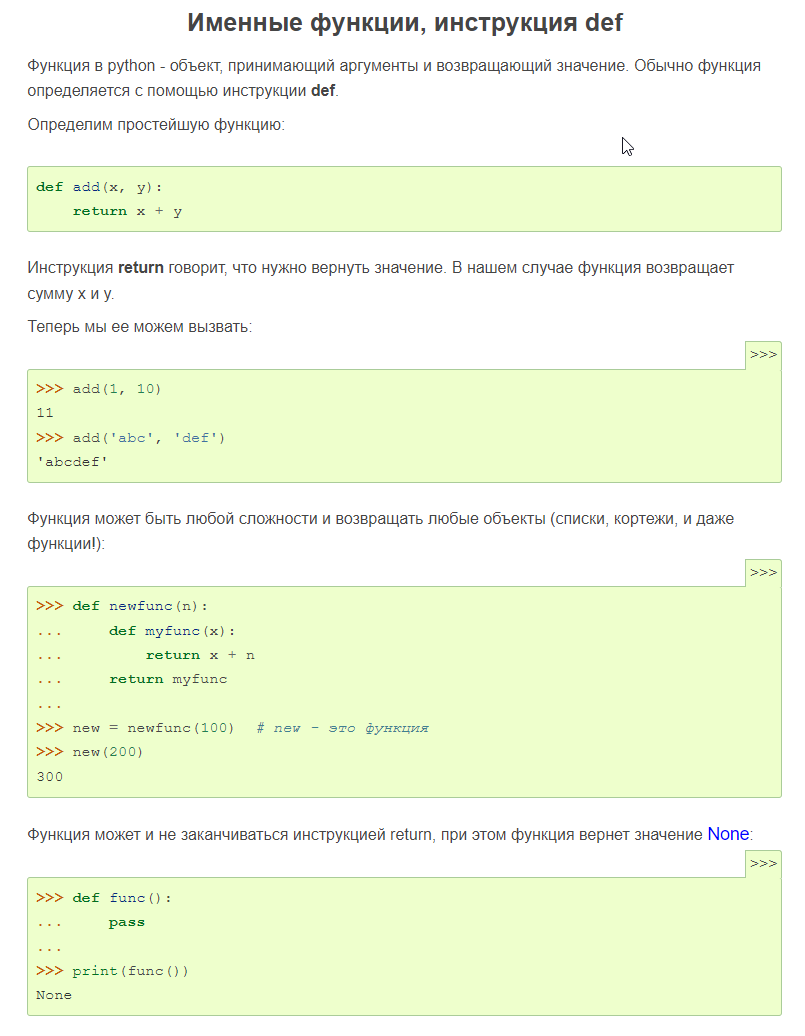 Именные функции, инструкция def
Функция в python - объект, принимающий аргументы и возвращающий значение. Обычно функция
определяется с помощью инструкции def.
Определим простейшую функцию:
def add(x, y):
    return x + y
Инструкция return говорит, что нужно вернуть значение. В нашем случае функция возвращает
сумму x и y.
Теперь мы ее можем вызвать:
>>>
>>> add(1, 10)
11
>>> add('abc', 'def')
'abcdef'
Функция может быть любой сложности и возвращать любые объекты (списки, кортежи, и даже
функции!):
>>>
>>> def newfunc(n):
...     def myfunc(x):
...         return x + n
...     return myfunc
...
>>> new = newfunc(100)  # new - это функция
>>> new(200)
300
Функция может и не заканчиваться инструкцией return, при этом функция вернет значение None:
>>>
>>> def func():
...     pass
...
>>> print(func())
None